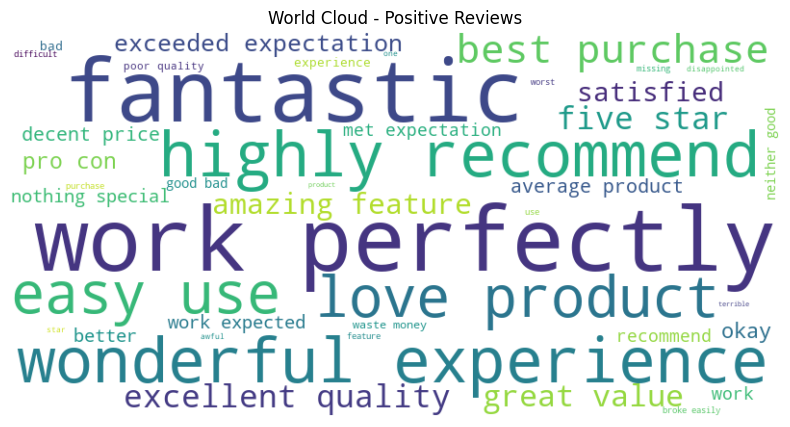 World Cloud - Positive Reviews
bad
difficult
exceeded expectation
one
best purchase
poor quality
experience
missing
disappointed
fantastic
worst
satisfied
five star
decent price
met expectation
neither good
highly recommend
pro con
purchase
good bad
product
average product
nothing special
amazing feature
use
work perfectly
easy use
love product
terrible
star
better
work expected
waste money
awful
feature
recommend
okay
wonderful experience
excellent quality
great value
work
broke easily